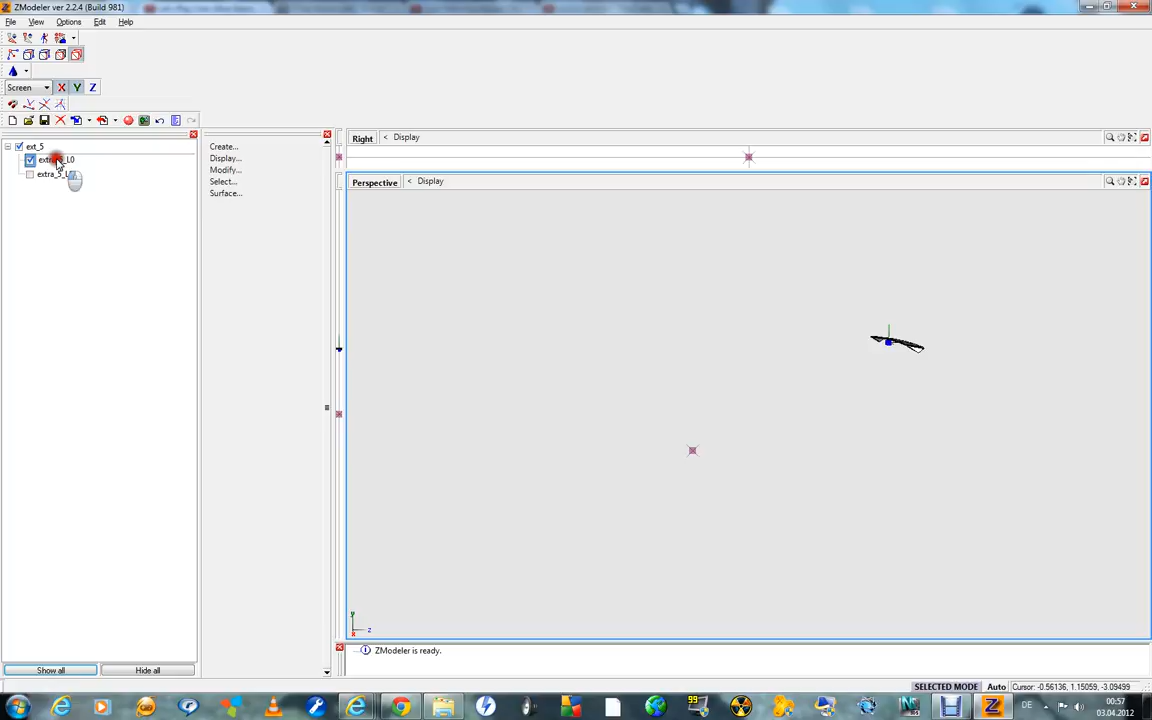 ZModeler ver 2.2.4 (Build 981)
File View Options Edit Help
Screen X Y Z
ext_5
Create...
Display...
Modify...
Select...
Surface...
Right < Display
Perspective < Display
y
z
x
ZModeler is ready.
Show all Hide all
SELECTED MODE Auto Cursor: -0.56136, 1.15059, -3.09499
99
DE
00:57
03.04.2012